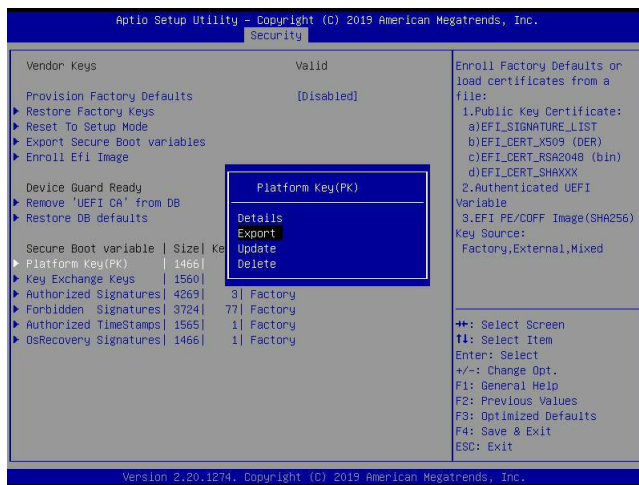 Aptio Setup Utility – Copyright (C) 2019 American Megatrends, Inc.
Security
Vendor Keys Valid
Provision Factory Defaults [Disabled]
Restore Factory Keys
Reset To Setup Mode
Export Secure Boot variables
Enroll Efi Image
Device Guard Ready
Remove 'UEFI CA' from DB
Restore DB defaults
Secure Boot variable | Size| Ke
Platform Key(PK) | 1466|
Key Exchange Keys | 1560|
Authorized Signatures| 4269| 3| Factory
Forbidden Signatures| 3724| 77| Factory
Authorized TimeStamps| 1565| 1| Factory
OsRecovery Signatures| 1466| 1| Factory
Platform Key(PK)
Details
Export
Update
Delete
Enroll Factory Defaults or
load certificates from a
file:
1.Public Key Certificate:
a)EFI_SIGNATURE_LIST
b)EFI_CERT_X509 (DER)
c)EFI_CERT_RSA2048 (bin)
d)EFI_CERT_SHAXXX
2.Authenticated UEFI
Variable
3.EFI PE/COFF Image(SHA256)
Key Source:
Factory,External,Mixed
→←: Select Screen
↑↓: Select Item
Enter: Select
+/-: Change Opt.
F1: General Help
F2: Previous Values
F3: Optimized Defaults
F4: Save & Exit
ESC: Exit
Version 2.20.1274. Copyright (C) 2019 American Megatrends, Inc.